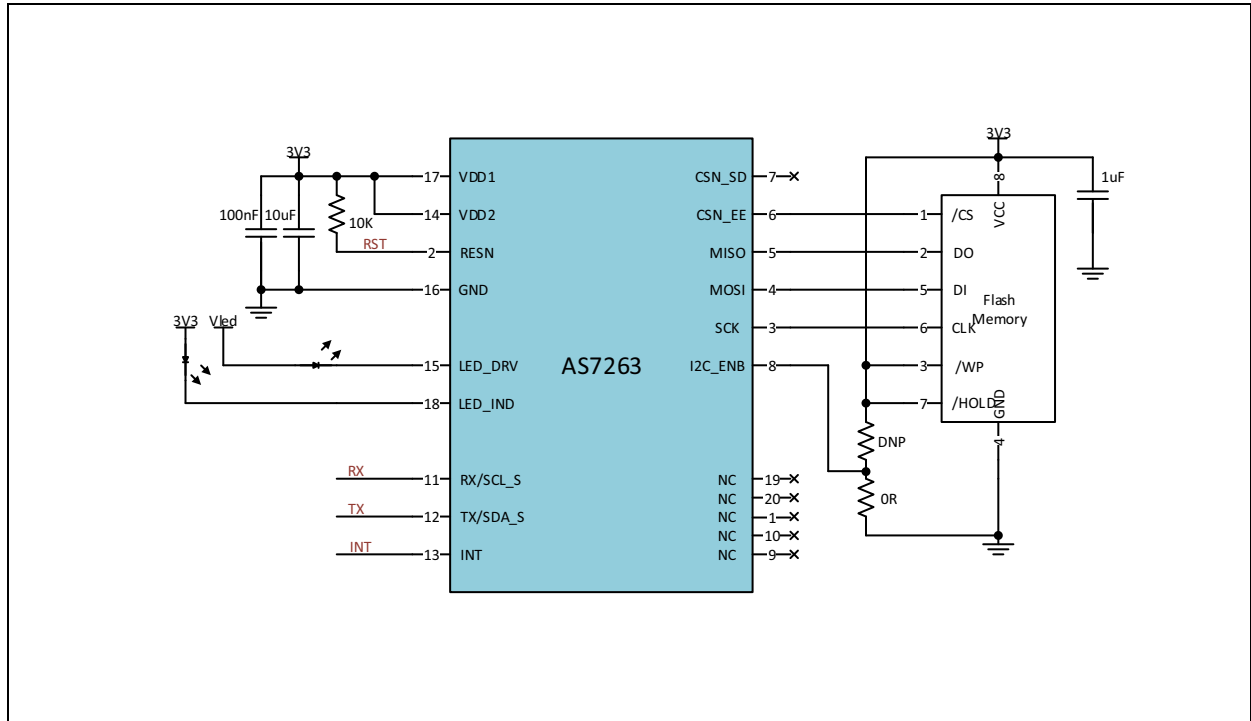 3V3
100nF
10uF
10K
RST
3V3
Vled
RX
TX
INT
17
14
2
16
15
18
11
12
13
VDD1
VDD2
RESN
GND
LED_DRV
LED_IND
RX/SCL_S
TX/SDA_S
INT
AS7263
CSN_SD
CSN_EE
MISO
MOSI
SCK
I2C_ENB
NC
NC
NC
NC
NC
7
6
5
4
3
8
19
20
1
10
9
3V3
1uF
8
VCC
1
/CS
2
DO
5
DI
Flash
Memory
6
CLK
3
/WP
7
/HOLD
GND
4
DNP
0R